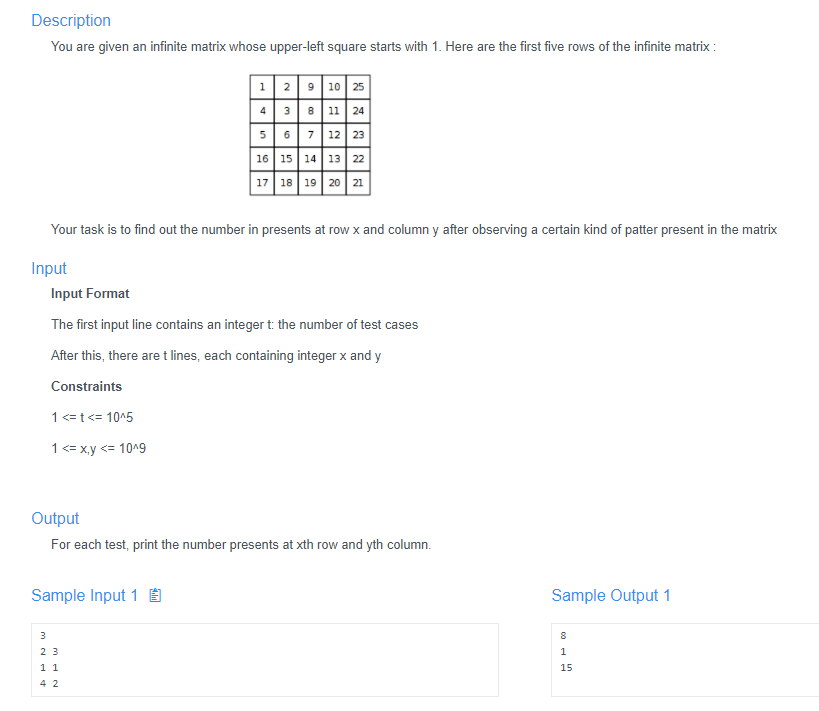 Description
You are given an infinite matrix whose upper-left square starts with 1. Here are the first five rows of the infinite matrix :
1 2 9 10 25
4 3 8 11 24
5 6 7 12 23
16 15 14 13 22
17 18 19 20 21
Your task is to find out the number in presents at row x and column y after observing a certain kind of patter present in the matrix
Input
Input Format
The first input line contains an integer t: the number of test cases
After this, there are t lines, each containing integer x and y
Constraints
1 <= t <= 10^5
1 <= x,y <= 10^9
Output
For each test, print the number presents at xth row and yth column.
Sample Input 1
3
2 3
1 1
4 2
Sample Output 1
8
1
15